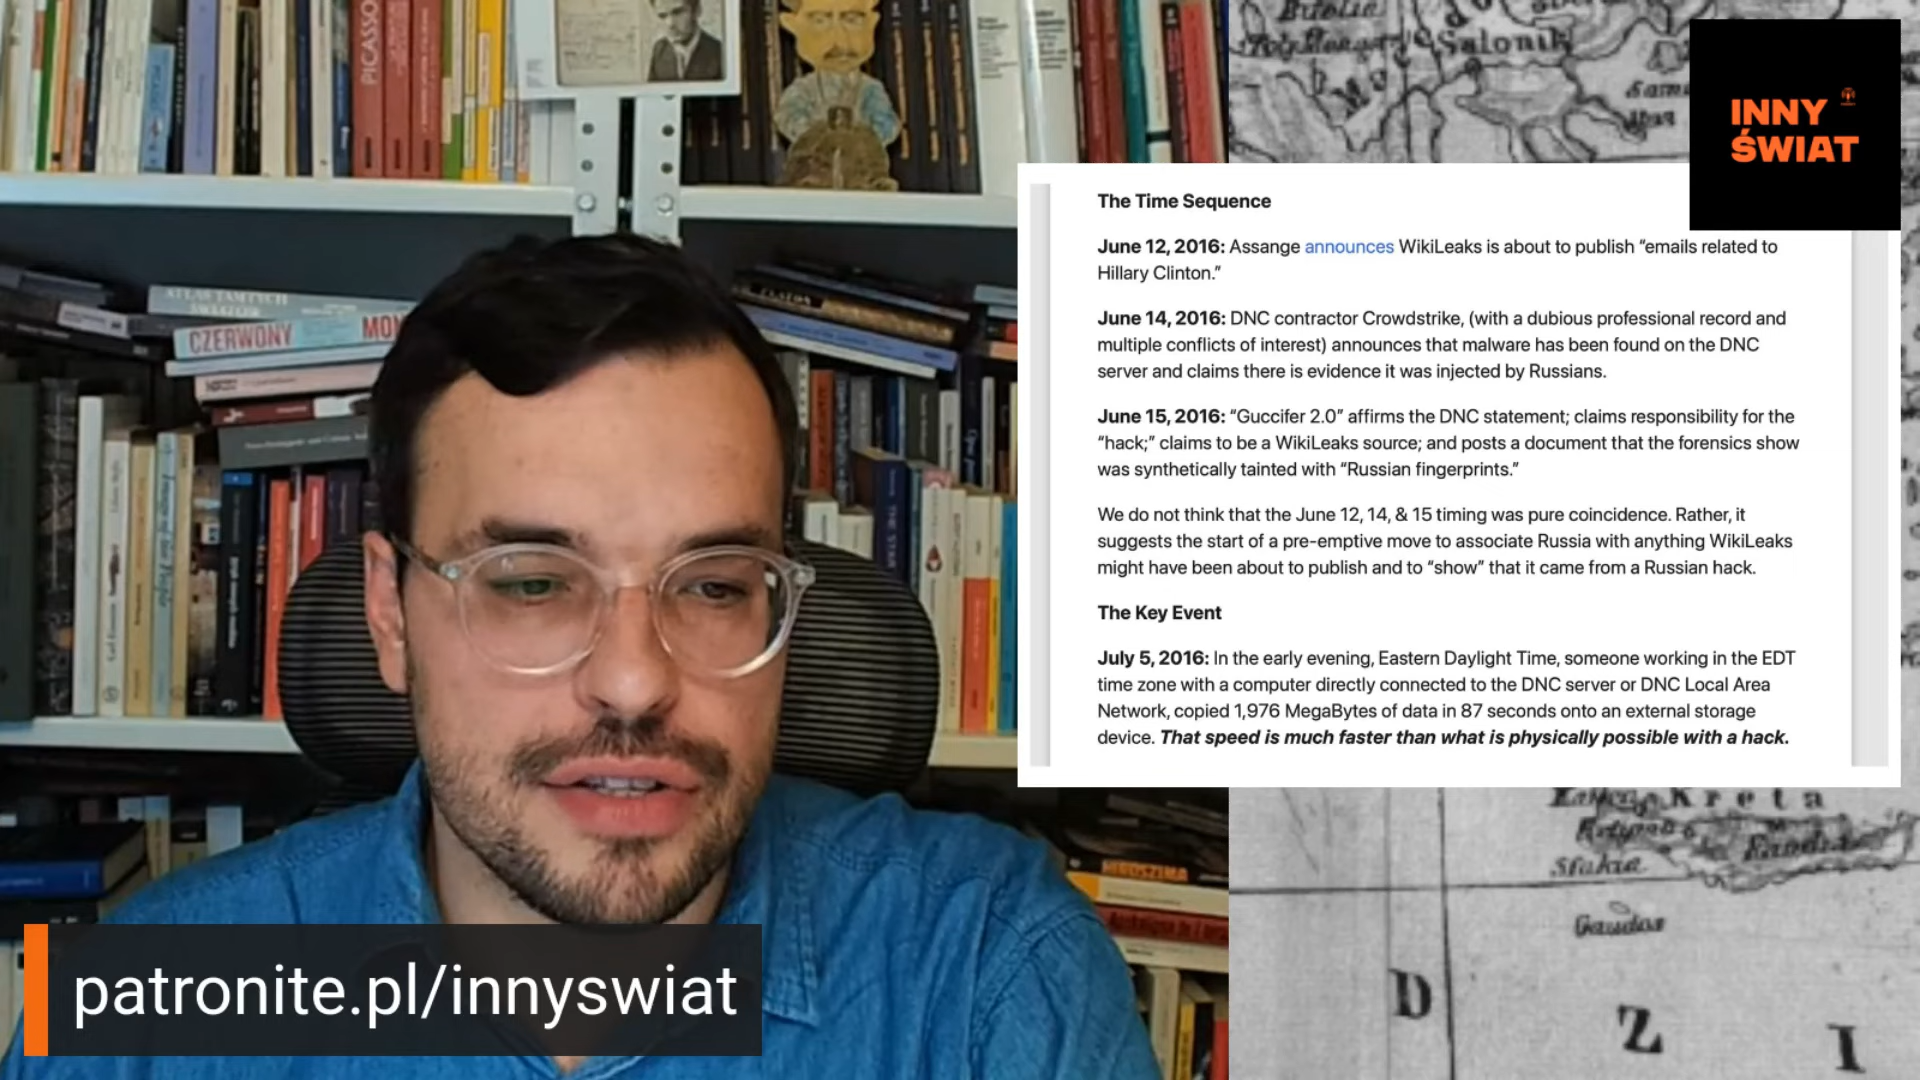 PICASSO
ATLAS TAMTYCH
CZERWONY
MON
HIROSZIMA
Saloniki
INNY
ŚWIAT
The Time Sequence
June 12, 2016: Assange announces WikiLeaks is about to publish “emails related to
Hillary Clinton.”
June 14, 2016: DNC contractor Crowdstrike, (with a dubious professional record and
multiple conflicts of interest) announces that malware has been found on the DNC
server and claims there is evidence it was injected by Russians.
June 15, 2016: “Guccifer 2.0” affirms the DNC statement; claims responsibility for the
“hack;” claims to be a WikiLeaks source; and posts a document that the forensics show
was synthetically tainted with “Russian fingerprints.”
We do not think that the June 12, 14, & 15 timing was pure coincidence. Rather, it
suggests the start of a pre-emptive move to associate Russia with anything WikiLeaks
might have been about to publish and to “show” that it came from a Russian hack.
The Key Event
July 5, 2016: In the early evening, Eastern Daylight Time, someone working in the EDT
time zone with a computer directly connected to the DNC server or DNC Local Area
Network, copied 1,976 MegaBytes of data in 87 seconds onto an external storage
device. That speed is much faster than what is physically possible with a hack.
Kreta
Kandia
Sfakia
D
Z
I
patronite.pl/innyswiat